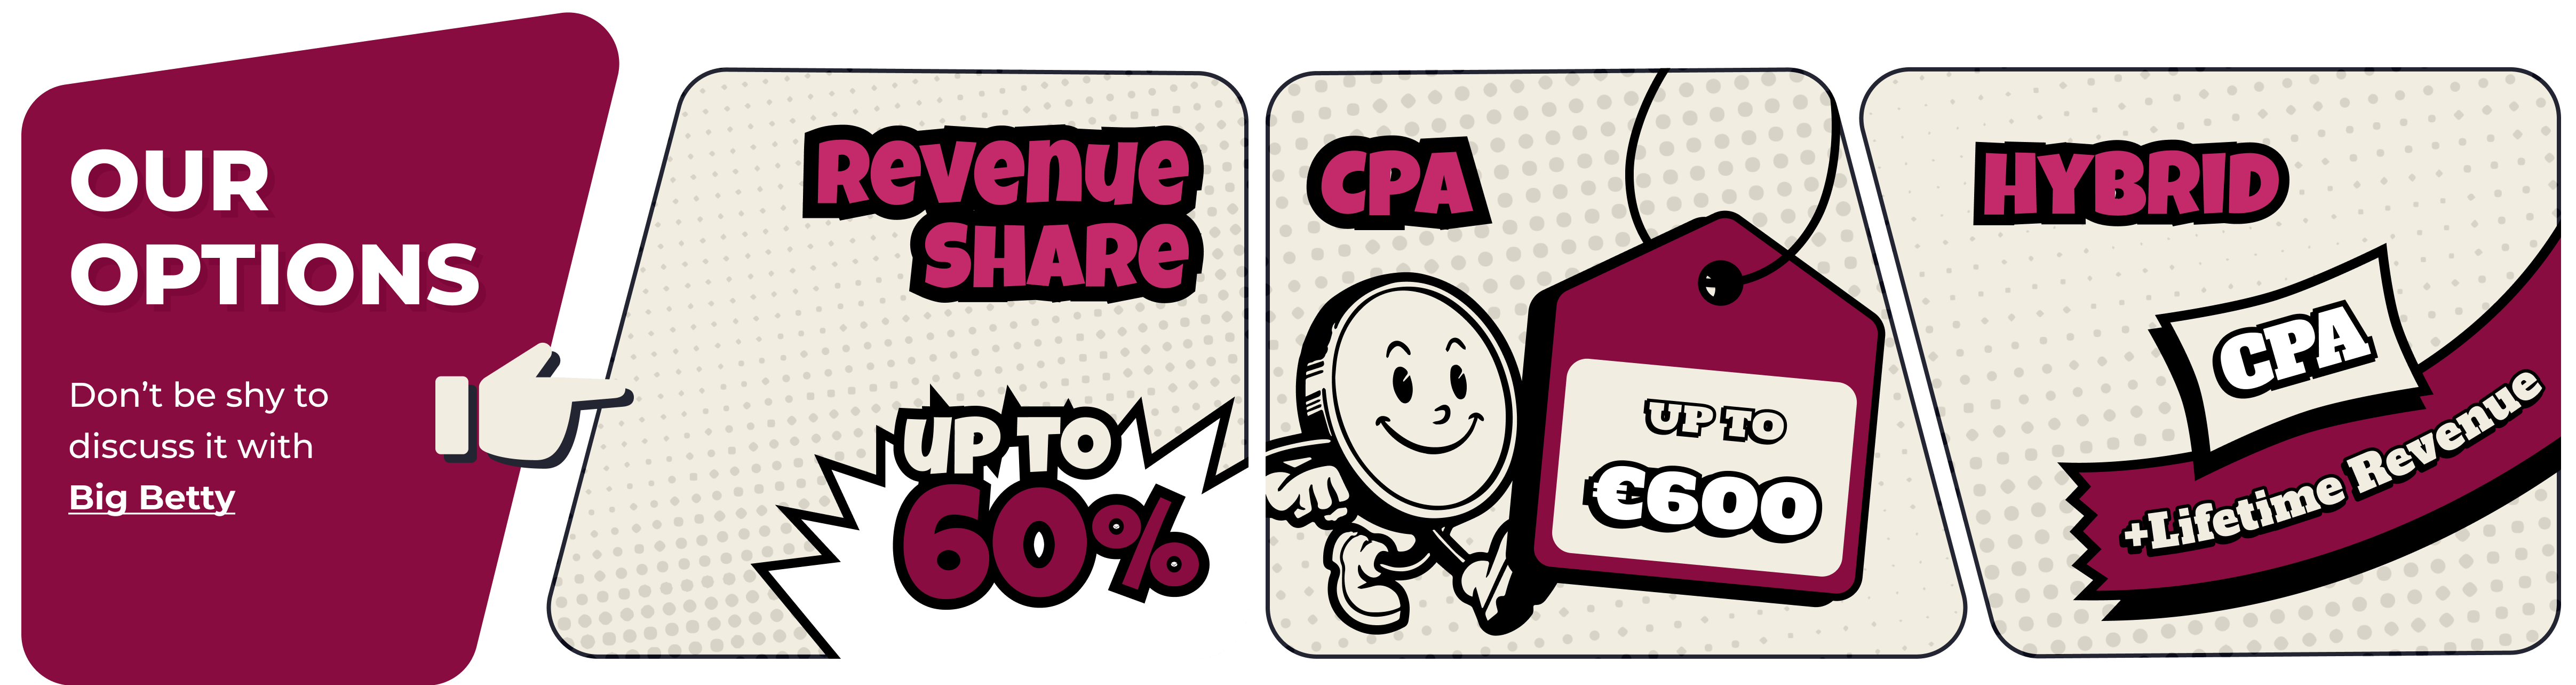 OUR
OPTIONS
Don’t be shy to
discuss it with
Big Betty
Revenue
SHARe
UP TO
60%
CPA
UP TO
€600
HYBRID
CPA
+Lifetime Revenue